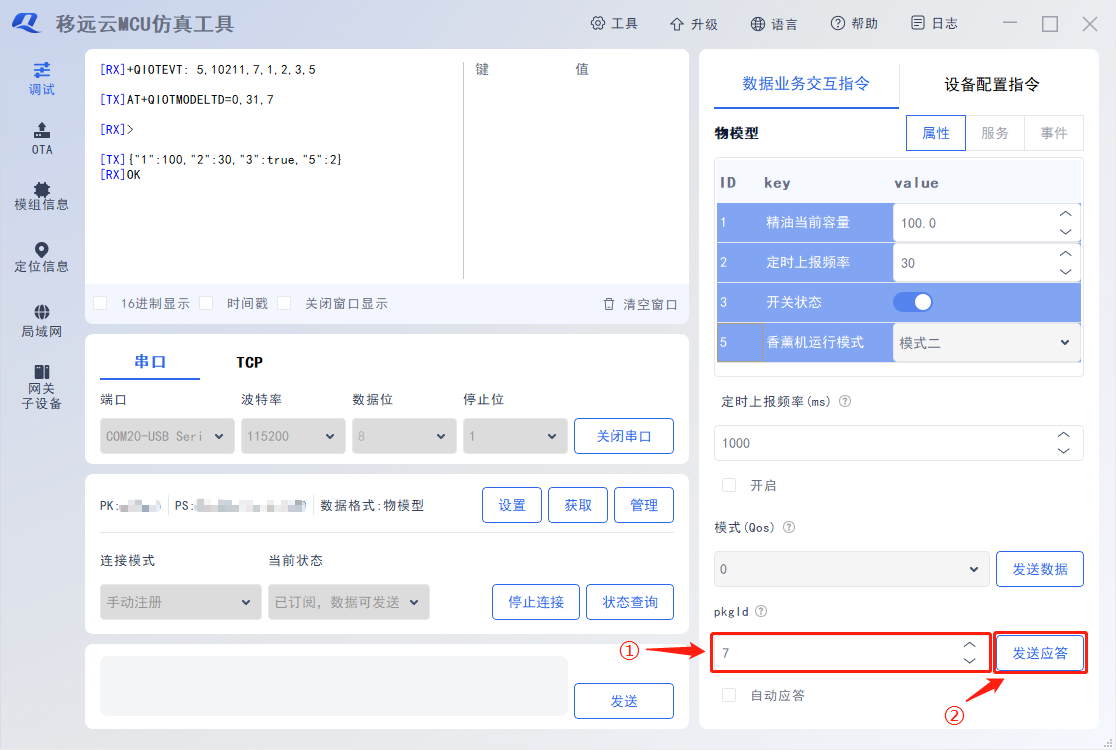 移远云MCU仿真工具
工具 升级 语言 帮助 日志
调试
OTA
模组信息
定位信息
局域网
网关
子设备
[RX]+QIOTEVT: 5,10211,7,1,2,3,5
[TX]AT+QIOTMODELTD=0,31,7
[RX]>
[TX]{"1":100,"2":30,"3":true,"5":2}
[RX]OK
键 值
16进制显示 时间戳 关闭窗口显示 清空窗口
串口 TCP
端口 波特率 数据位 停止位
COM20-USB Seri 115200 8 1 关闭串口
PK: PS: 数据格式:物模型 设置 获取 管理
连接模式 当前状态
手动注册 已订阅，数据可发送 停止连接 状态查询
发送
数据业务交互指令 设备配置指令
物模型 属性 服务 事件
ID key value
1 精油当前容量 100.0
2 定时上报频率 30
3 开关状态
5 香薰机运行模式 模式二
定时上报频率(ms) ?
1000
开启
模式(Qos) ?
0 发送数据
pkgId ?
① 7 发送应答
自动应答
②